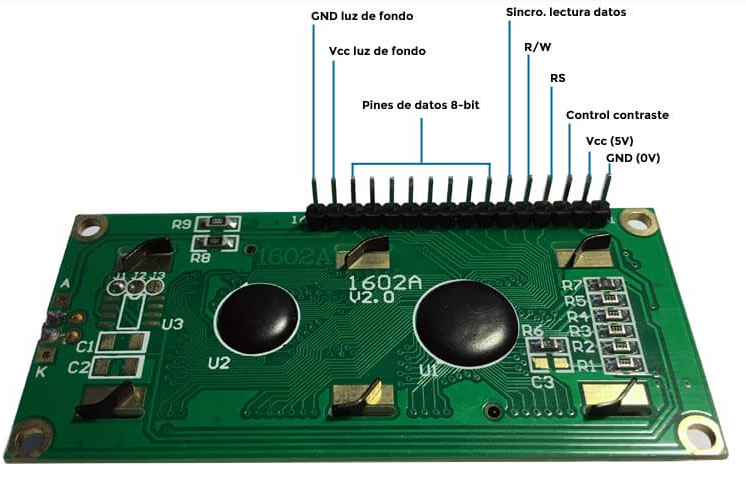 GND luz de fondo
Sincro. lectura datos
Vcc luz de fondo
R/W
RS
Pines de datos 8-bit
Control contraste
Vcc (5V)
GND (0V)
R9
16
1
R8
1602A
A
J1 J2 J3
1602A
V2.0
R7
R5
U3
R4
R6
R3
C1
R2
U2
U1
K
C2
R1
C3